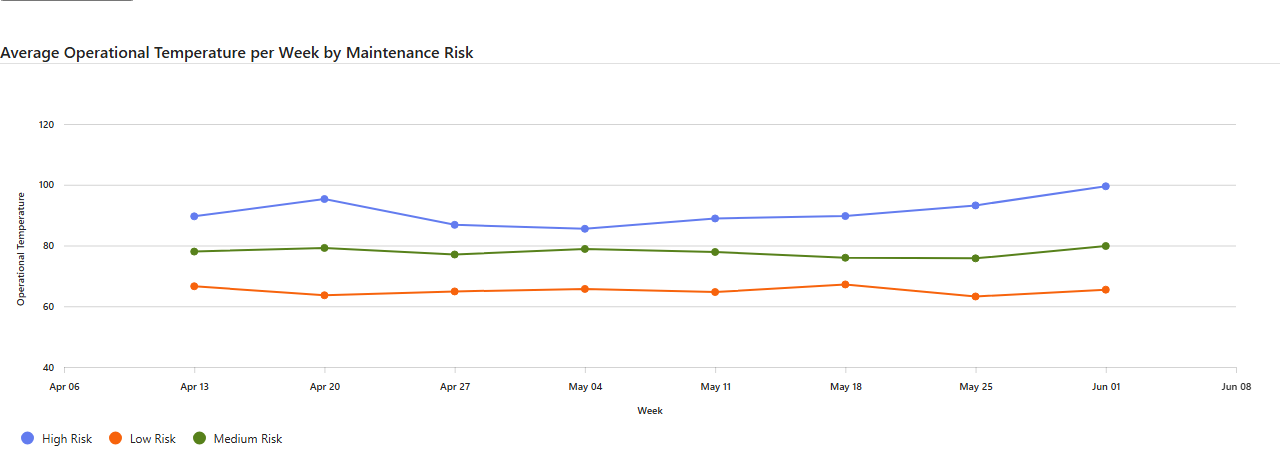 Average Operational Temperature per Week by Maintenance Risk
120
100
80
60
40
Operational Temperature
Apr 06 Apr 13 Apr 20 Apr 27 May 04 May 11 May 18 May 25 Jun 01 Jun 08
Week
High Risk Low Risk Medium Risk